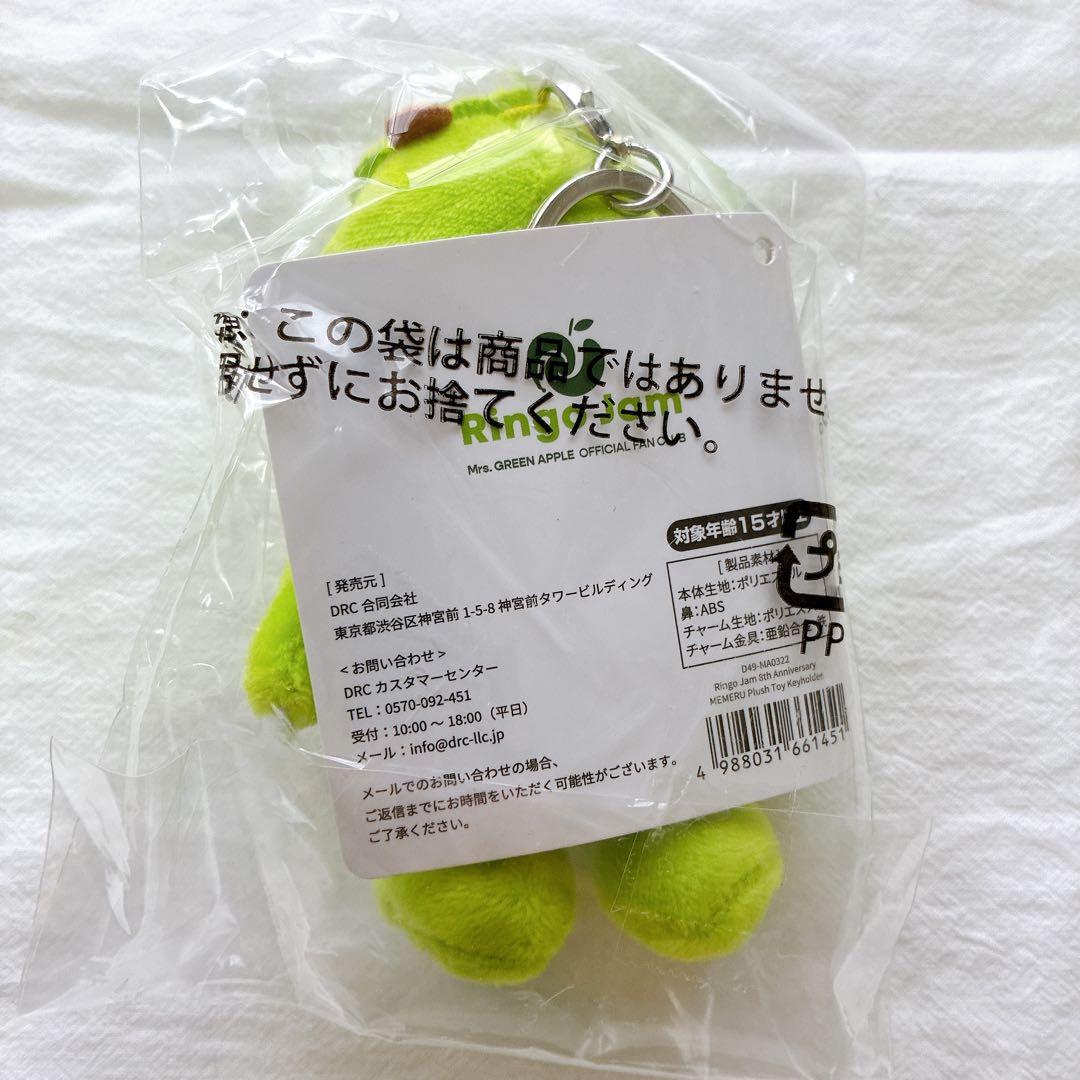 この袋は商品ではありませ
せずにお捨てください。
Ringo Jam
Mrs. GREEN APPLE OFFICIAL FAN CLUB
対象年齢15才以上
[発売元]
DRC 合同会社
東京都渋谷区神宮前 1-5-8 神宮前タワービルディング
<お問い合わせ>
DRC カスタマーセンター
TEL:0570-092-451
受付:10:00 ~ 18:00(平日)
メール:info@drc-llc.jp
メールでのお問い合わせの場合、
ご返信までにお時間をいただく可能性がございます。
ご了承ください。
[製品素材]
本体生地:ポリエステル
鼻:ABS
チャーム生地:ポリエステル
チャーム金具:亜鉛合金
プ
PP
D49-MA0322
Ringo Jam 8th Anniversary
MEMERU Plush Toy Keyholder
4 988031 661451